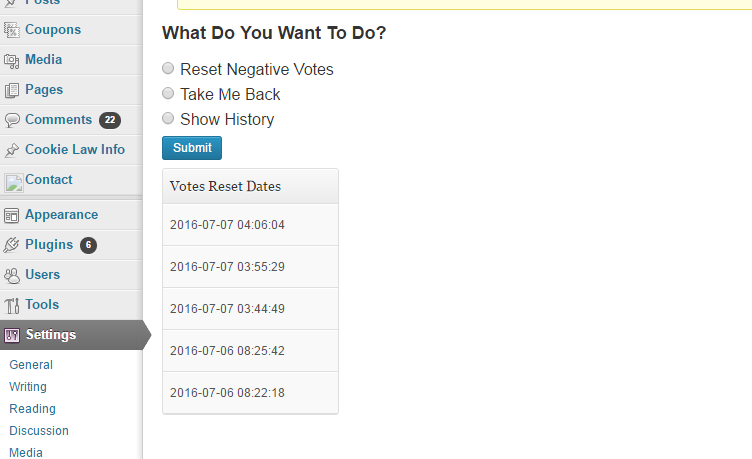 Posts
Coupons
Media
Pages
Comments 22
Cookie Law Info
Contact
Appearance
Plugins 6
Users
Tools
Settings
General
Writing
Reading
Discussion
Media
What Do You Want To Do?
Reset Negative Votes
Take Me Back
Show History
Submit
Votes Reset Dates
2016-07-07 04:06:04
2016-07-07 03:55:29
2016-07-07 03:44:49
2016-07-06 08:25:42
2016-07-06 08:22:18